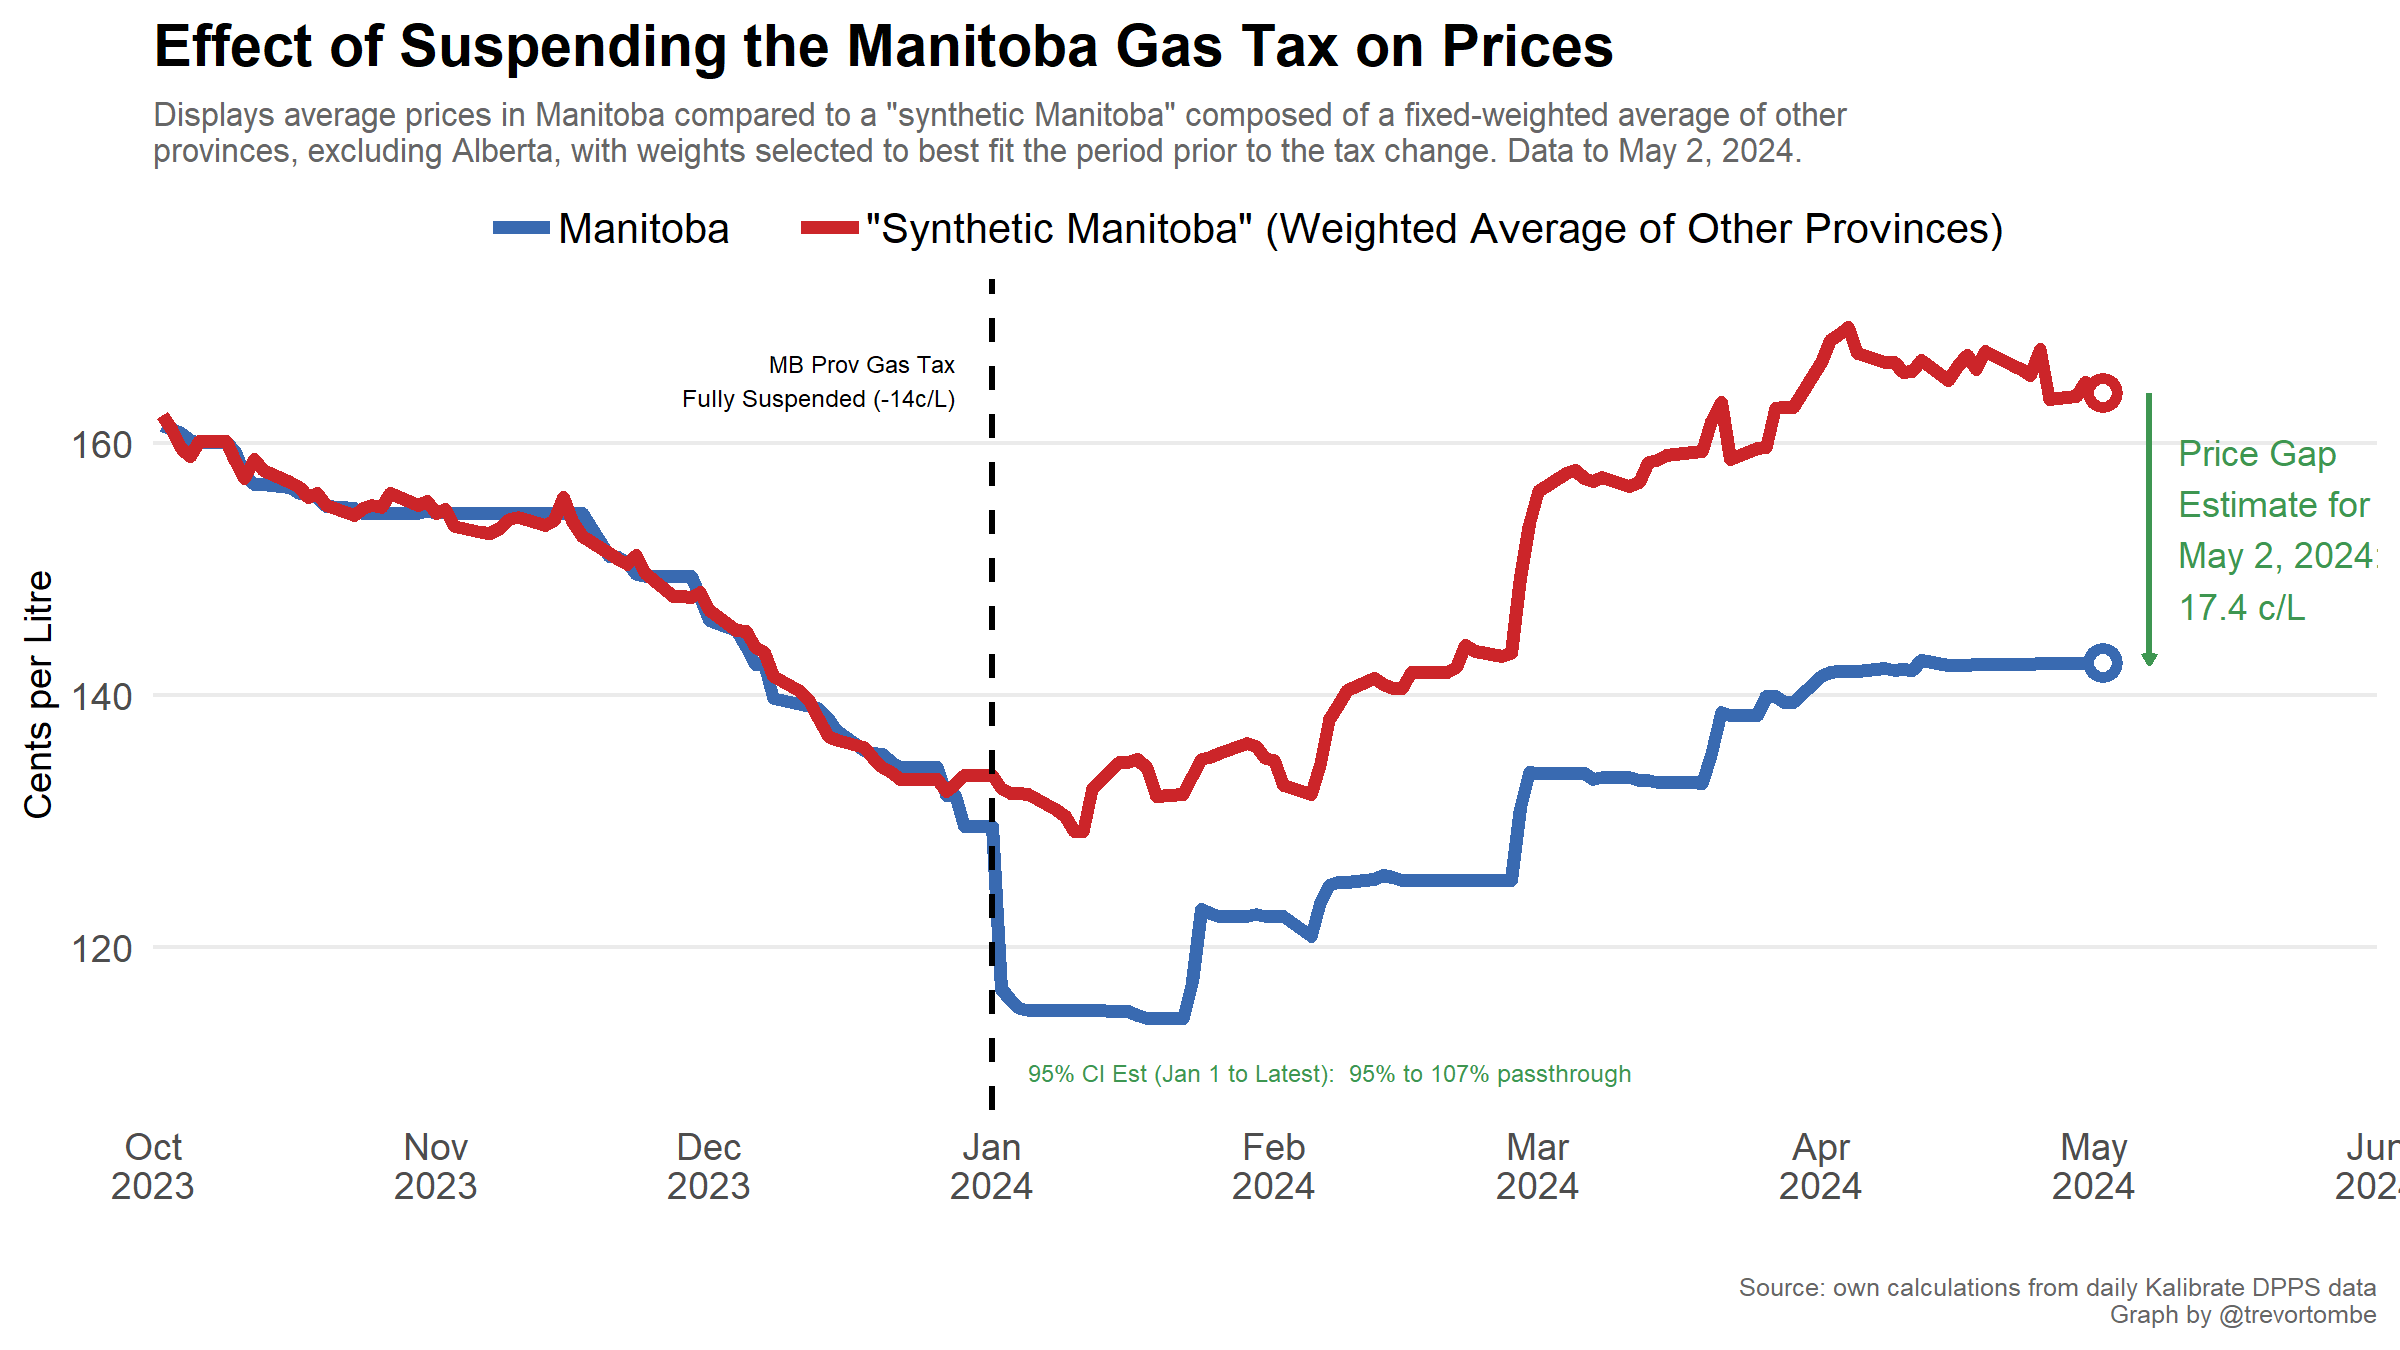 Effect of Suspending the Manitoba Gas Tax on Prices
Displays average prices in Manitoba compared to a "synthetic Manitoba" composed of a fixed-weighted average of other
provinces, excluding Alberta, with weights selected to best fit the period prior to the tax change. Data to May 2, 2024.
Manitoba
"Synthetic Manitoba" (Weighted Average of Other Provinces)
MB Prov Gas Tax
Fully Suspended (-14c/L)
160
140
120
Cents per Litre
Price Gap
Estimate for
May 2, 2024:
17.4 c/L
95% CI Est (Jan 1 to Latest):  95% to 107% passthrough
Oct Nov Dec Jan Feb Mar Apr May Jun
2023 2023 2023 2024 2024 2024 2024 2024 2024
Source: own calculations from daily Kalibrate DPPS data
Graph by @trevortombe